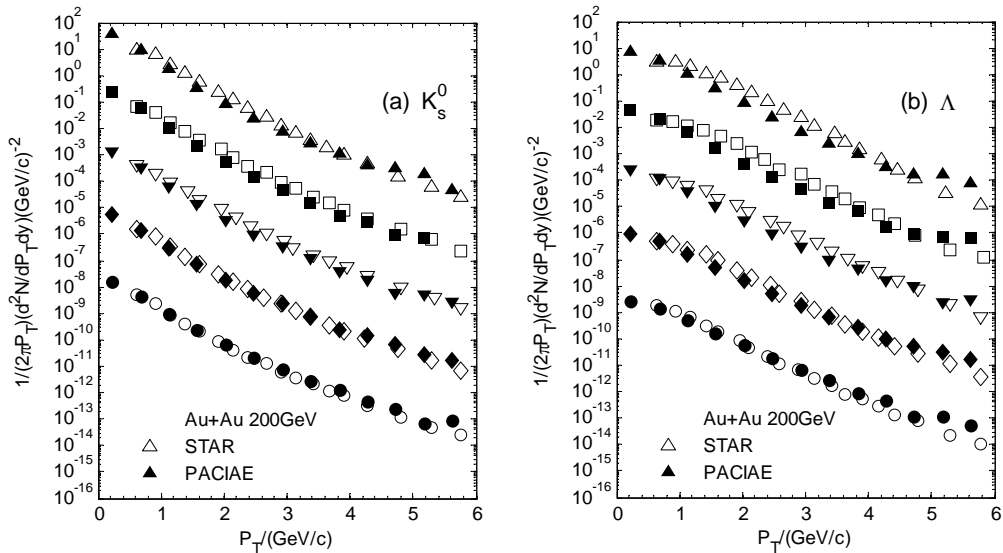 10^2
10^1
10^0
10^-1
10^-2
10^-3
10^-4
10^-5
10^-6
10^-7
10^-8
10^-9
10^-10
10^-11
10^-12
10^-13
10^-14
10^-15
10^-16
1/(2πP_T)(d^2N/dP_Tdy)(GeV/c)^-2
(a) K_s^0
Au+Au 200GeV
STAR
PACIAE
0 1 2 3 4 5 6
P_T/(GeV/c)
10^2
10^1
10^0
10^-1
10^-2
10^-3
10^-4
10^-5
10^-6
10^-7
10^-8
10^-9
10^-10
10^-11
10^-12
10^-13
10^-14
10^-15
10^-16
1/(2πP_T)(d^2N/dP_Tdy)(GeV/c)^-2
(b) Λ
Au+Au 200GeV
STAR
PACIAE
0 1 2 3 4 5 6
P_T/(GeV/c)